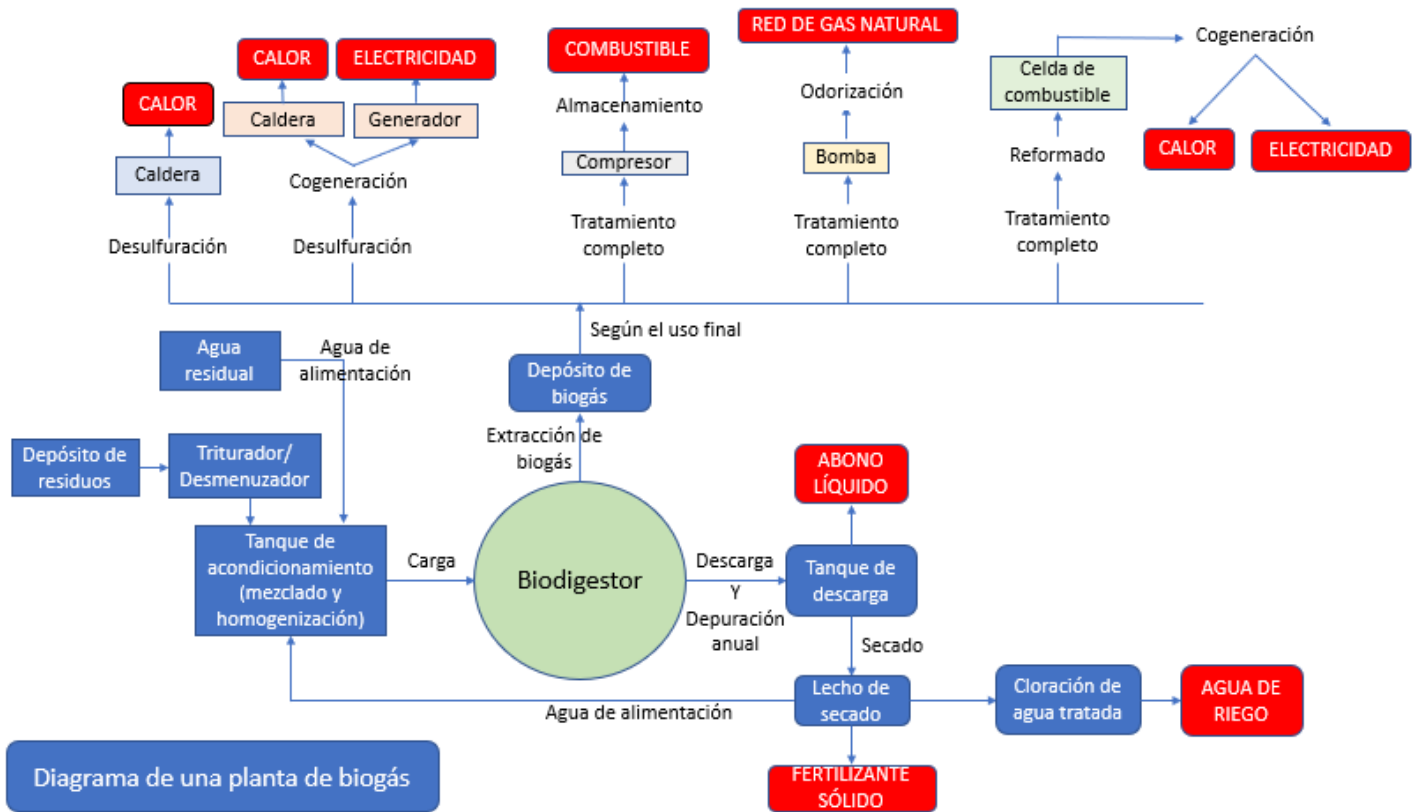 RED DE GAS NATURAL
CALOR
ELECTRICIDAD
COMBUSTIBLE
Cogeneración
CALOR
Caldera
Generador
Almacenamiento
Odorización
Celda de
combustible
Caldera
Cogeneración
Compresor
Bomba
Reformado
CALOR
ELECTRICIDAD
Desulfuración
Desulfuración
Tratamiento
completo
Tratamiento
completo
Tratamiento
completo
Según el uso final
Agua
residual
Agua de
alimentación
Depósito de
biogás
Extracción de
biogás
Depósito de
residuos
Triturador/
Desmenuzador
ABONO
LÍQUIDO
Tanque de
acondicionamiento
(mezclado y
homogenización)
Carga
Biodigestor
Descarga
Y
Depuración
anual
Tanque de
descarga
Secado
Agua de alimentación
Lecho de
secado
Cloración de
agua tratada
AGUA DE
RIEGO
FERTILIZANTE
SÓLIDO
Diagrama de una planta de biogás